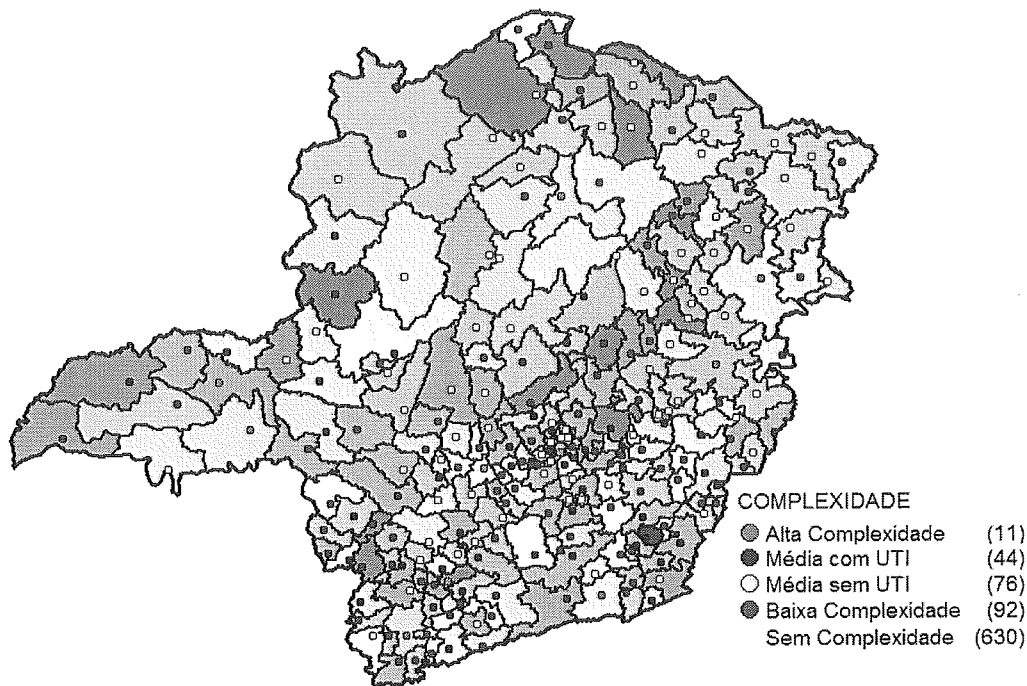 COMPLEXIDADE
Alta Complexidade (11)
Média com UTI (44)
Média sem UTI (76)
Baixa Complexidade (92)
Sem Complexidade (630)